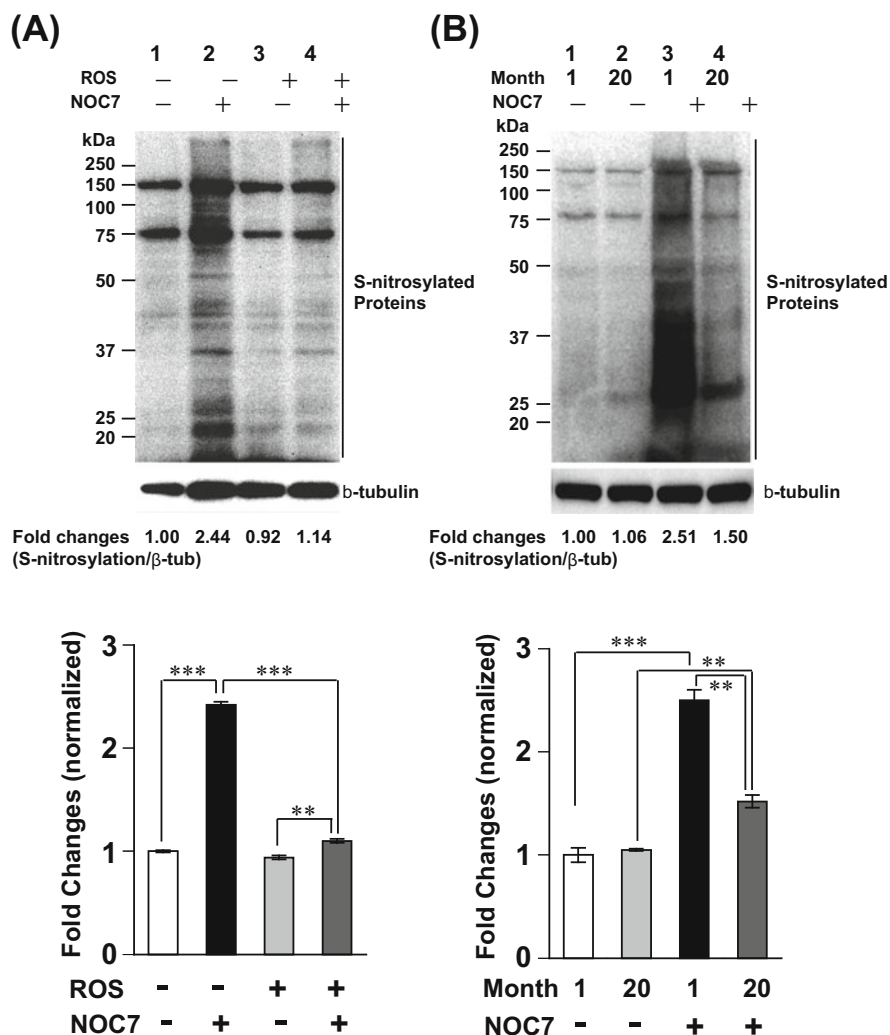 (A)
1 2 3 4
ROS – – + +
NOC7 – + – +
kDa
250
150
100
75
50
37
25
20
S-nitrosylated
Proteins
b-tubulin
Fold changes 1.00 2.44 0.92 1.14
(S-nitrosylation/β-tub)
Fold Changes (normalized)
3
2
1
0
*** ***
**
ROS - - + +
NOC7 - + - +
(B)
1 2 3 4
Month 1 20 1 20
NOC7 – – + +
kDa
250
150
100
75
50
37
25
20
S-nitrosylated
Proteins
b-tubulin
Fold changes 1.00 1.06 2.51 1.50
(S-nitrosylation/β-tub)
Fold Changes (normalized)
3
2
1
0
***
**
**
Month 1 20 1 20
NOC7 - - + +